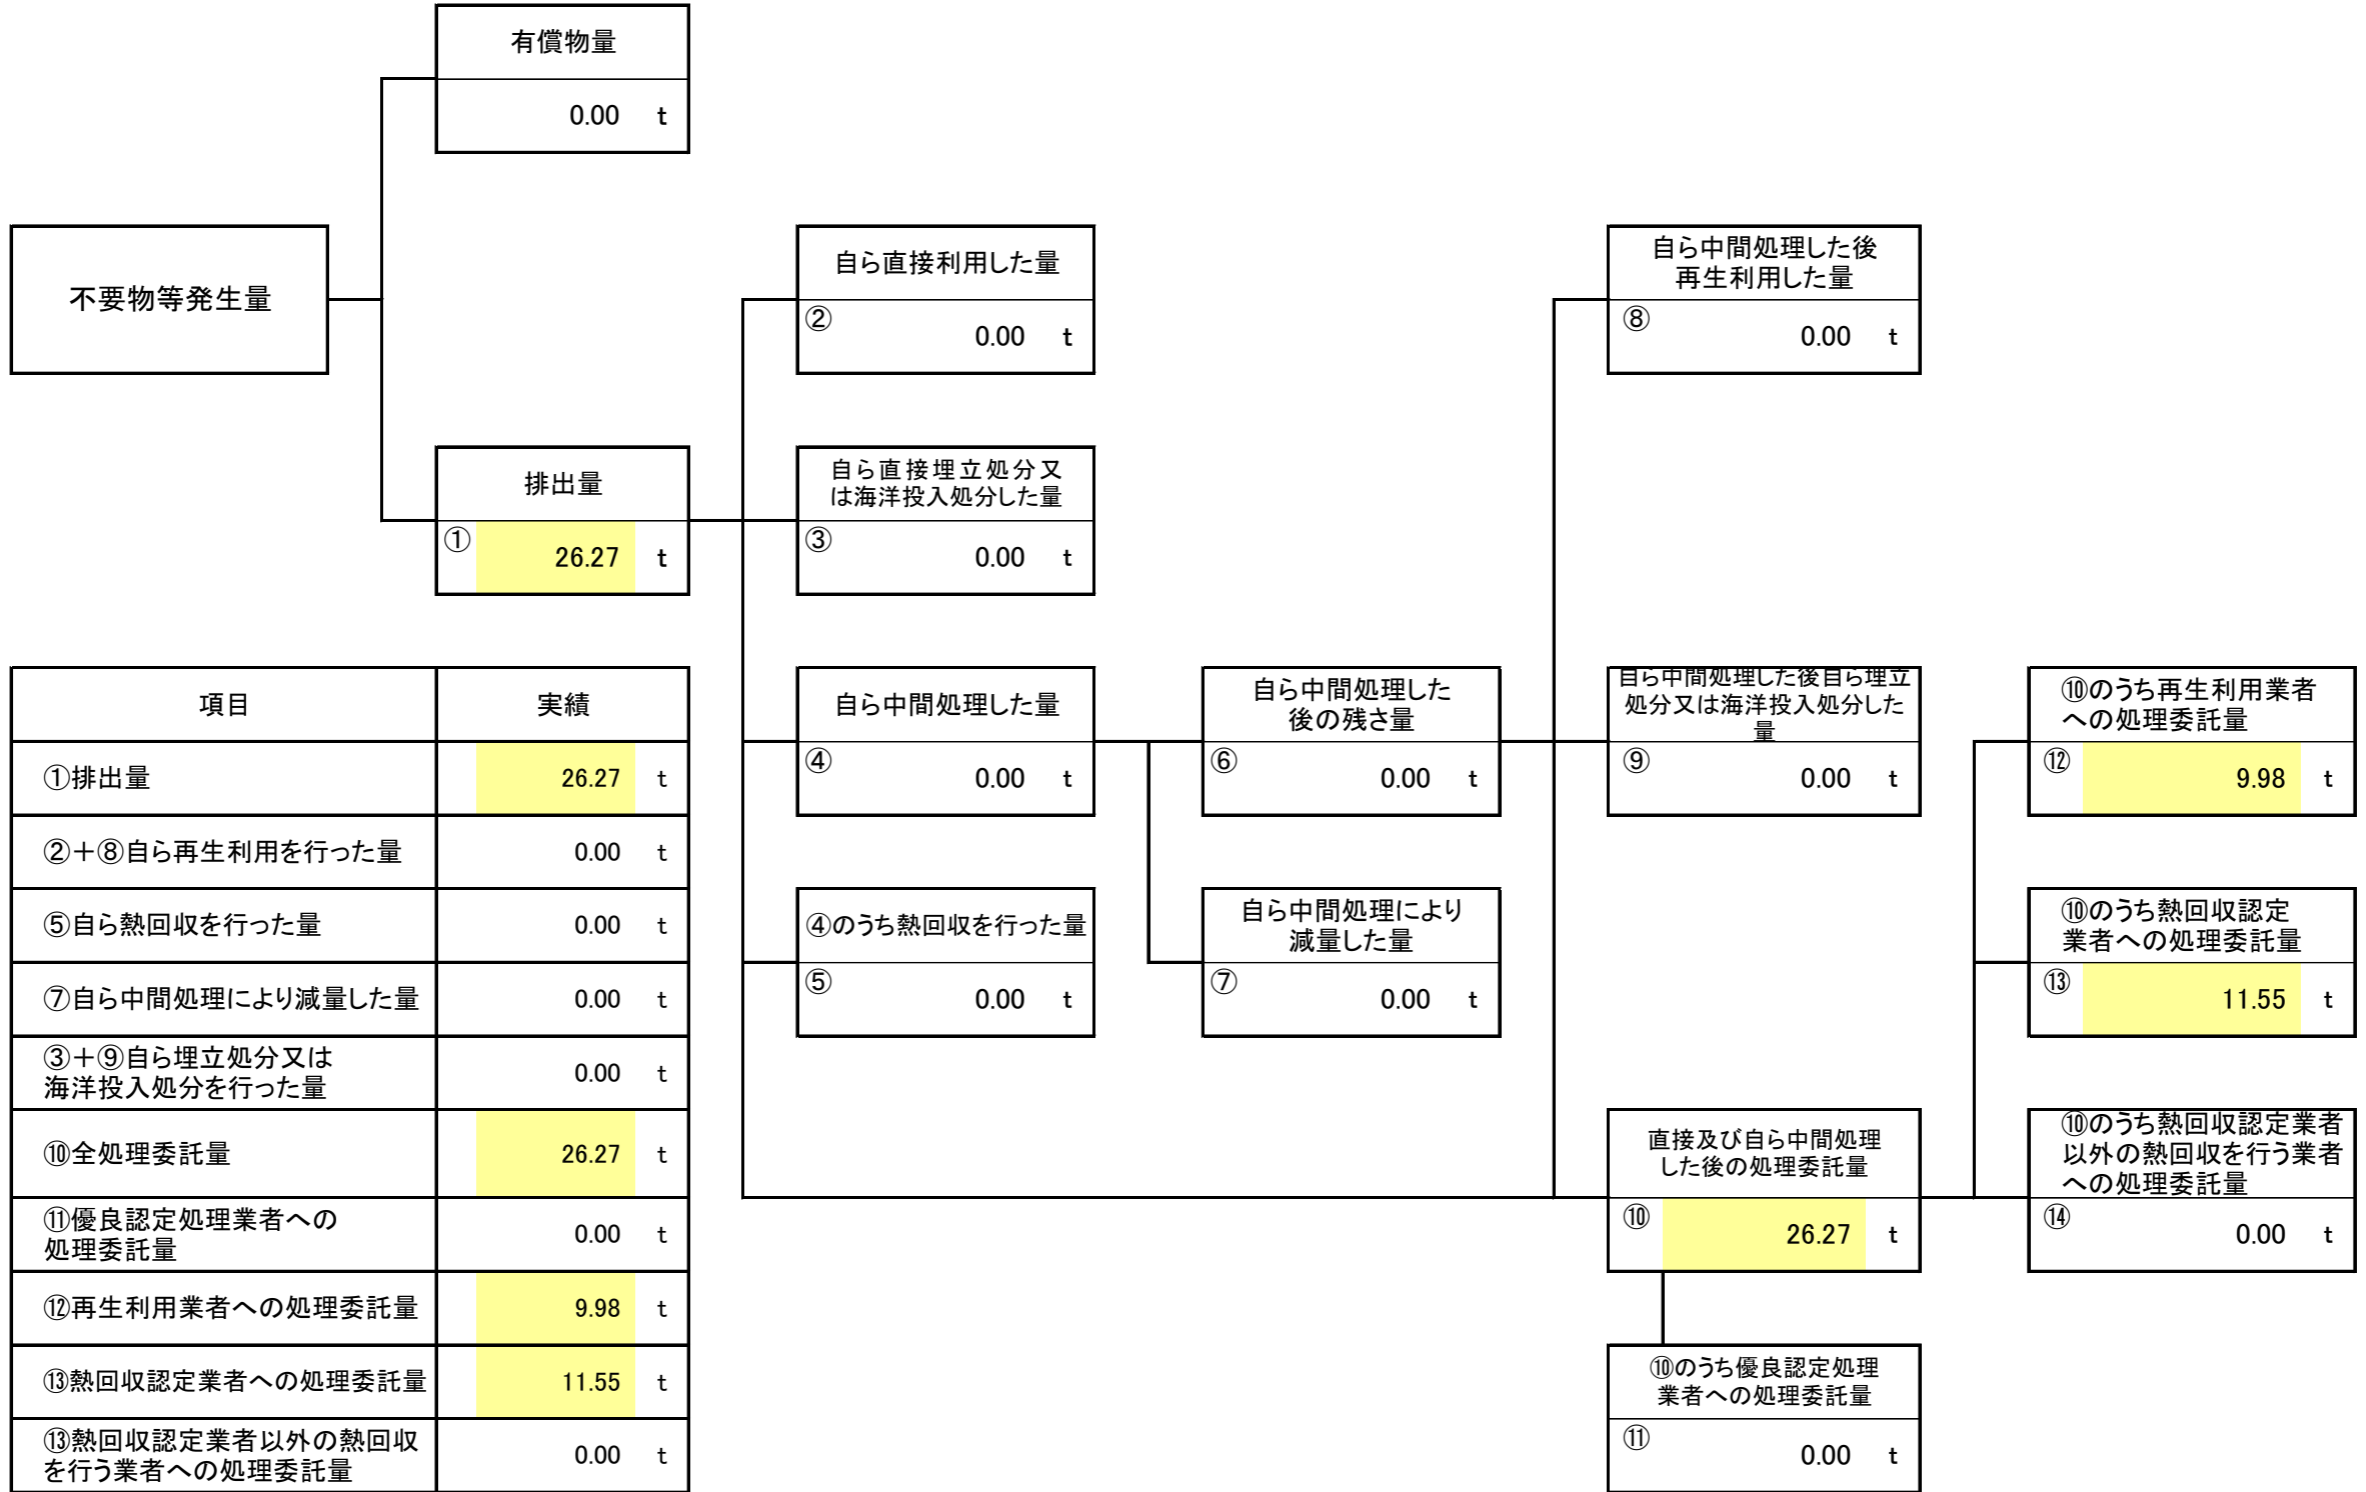 有償物量
0.00 t
不要物等発生量
排出量
① 26.27 t
自ら直接利用した量
② 0.00 t
自ら直接埋立処分又
は海洋投入処分した量
③ 0.00 t
自ら中間処理した量
④ 0.00 t
④のうち熱回収を行った量
⑤ 0.00 t
自ら中間処理した
後の残さ量
⑥ 0.00 t
自ら中間処理により
減量した量
⑦ 0.00 t
自ら中間処理した後
再生利用した量
⑧ 0.00 t
自ら中間処理した後自ら埋立
処分又は海洋投入処分した
量
⑨ 0.00 t
直接及び自ら中間処理
した後の処理委託量
⑩ 26.27 t
⑩のうち優良認定処理
業者への処理委託量
⑪ 0.00 t
⑩のうち再生利用業者
への処理委託量
⑫ 9.98 t
⑩のうち熱回収認定
業者への処理委託量
⑬ 11.55 t
⑩のうち熱回収認定業者
以外の熱回収を行う業者
への処理委託量
⑭ 0.00 t
項目 実績
①排出量 26.27 t
②＋⑧自ら再生利用を行った量 0.00 t
⑤自ら熱回収を行った量 0.00 t
⑦自ら中間処理により減量した量 0.00 t
③＋⑨自ら埋立処分又は
海洋投入処分を行った量 0.00 t
⑩全処理委託量 26.27 t
⑪優良認定処理業者への
処理委託量 0.00 t
⑫再生利用業者への処理委託量 9.98 t
⑬熱回収認定業者への処理委託量 11.55 t
⑬熱回収認定業者以外の熱回収
を行う業者への処理委託量 0.00 t